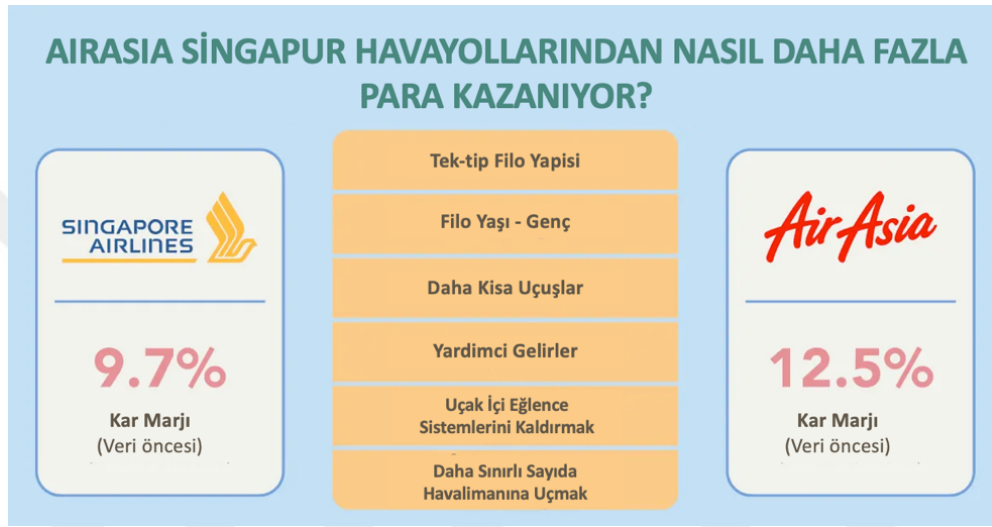 AIRASIA SİNGAPUR HAVAYOLLARINDAN NASIL DAHA FAZLA
PARA KAZANIYOR?
SINGAPORE
AIRLINES
9.7%
Kar Marjı
(Veri öncesi)
Tek-tip Filo Yapisi
Filo Yaşı - Genç
Daha Kisa Uçuşlar
Yardimci Gelirler
Uçak İçi Eğlence
Sistemlerini Kaldırmak
Daha Sınırlı Sayıda
Havalimanına Uçmak
AirAsia
12.5%
Kar Marjı
(Veri öncesi)